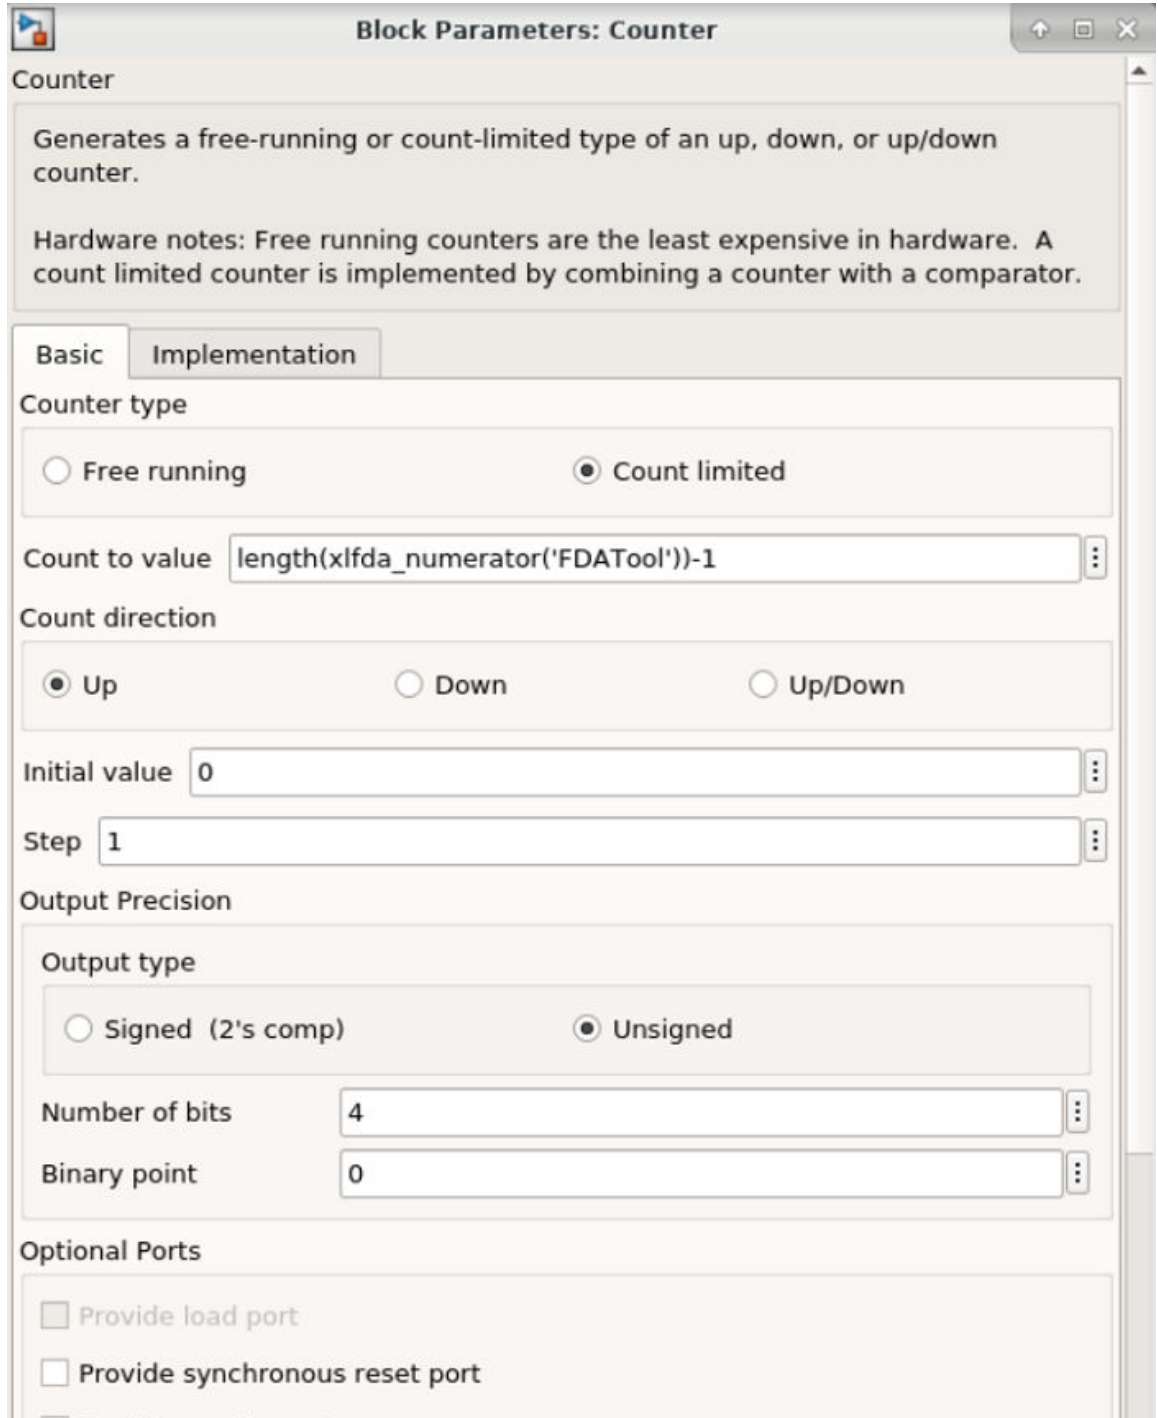 Block Parameters: Counter
Counter
Generates a free-running or count-limited type of an up, down, or up/down
counter.
Hardware notes: Free running counters are the least expensive in hardware.  A
count limited counter is implemented by combining a counter with a comparator.
Basic Implementation
Counter type
Free running Count limited
Count to value length(xlfda_numerator('FDATool'))-1
Count direction
Up Down Up/Down
Initial value 0
Step 1
Output Precision
Output type
Signed  (2's comp) Unsigned
Number of bits 4
Binary point 0
Optional Ports
Provide load port
Provide synchronous reset port